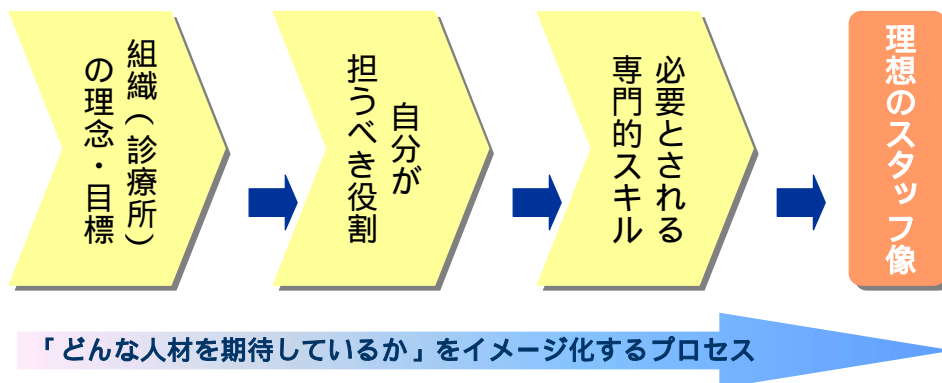 組織（診療所）
の理念・目標
自分が
担うべき役割
必要とされる
専門的スキル
理想のスタッフ像
「どんな人材を期待しているか」をイメージ化するプロセス